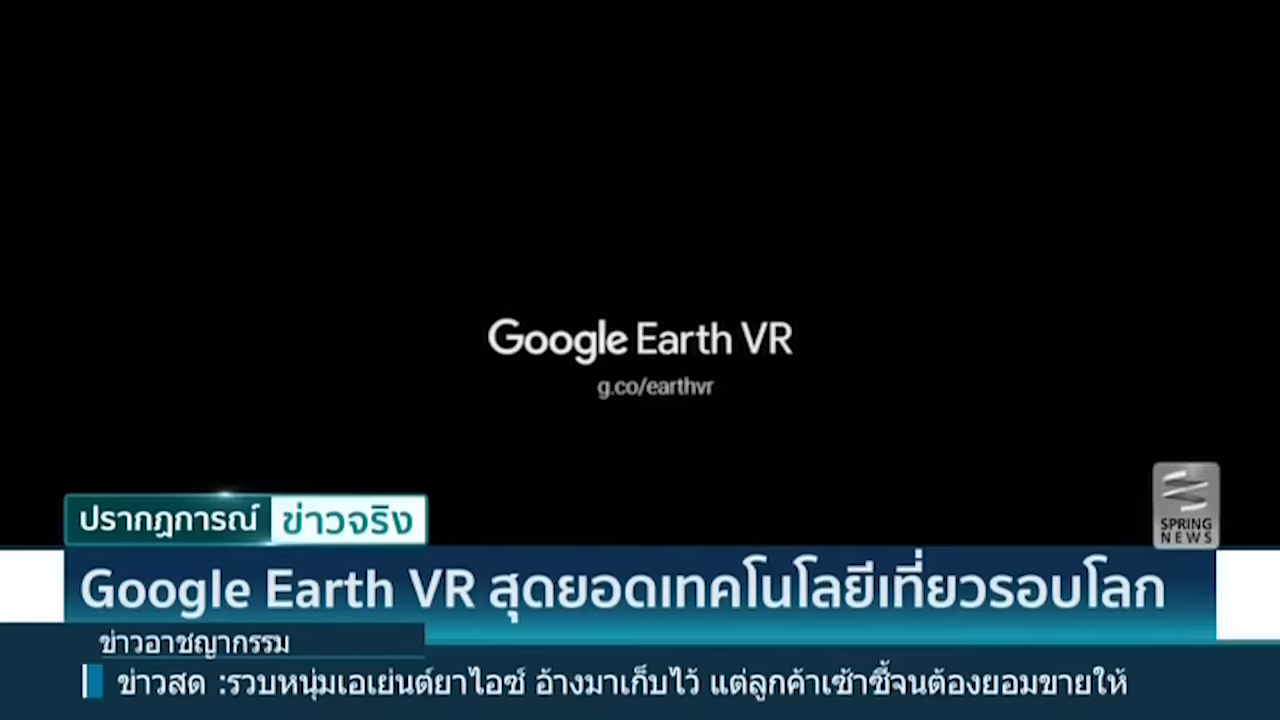 Google Earth VR
g.co/earthvr
SPRING
NEWS
ปรากฏการณ์ ข่าวจริง
Google Earth VR สุดยอดเทคโนโลยีเที่ยวรอบโลก
ข่าวอาชญากรรม
ข่าวสด :รวบหนุ่มเอเย่นต์ยาไอซ์ อ้างมาเก็บไว้ แต่ลูกค้าเซ้าซี้จนต้องยอมขายให้